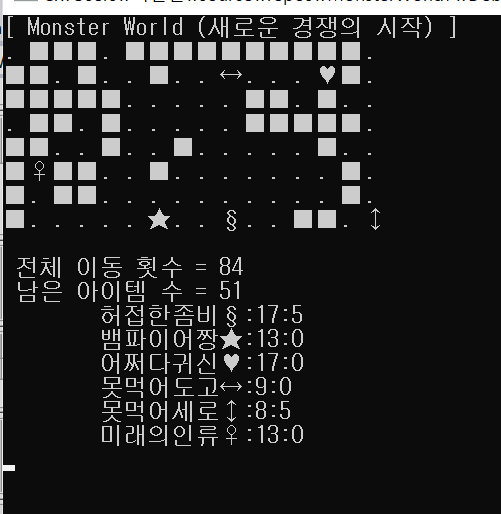 [ Monster World (새로운 경쟁의 시작) ]
. ■■■. ■■■■■■■■■■.
■■. ■. . ■. . ↔. . . ♥■.
■■■■■. . . . . ■■. ■. .
. ■■. ■. . . . . ■■■■■.
■■. . ■. . ■. . . . . ■. .
■♀■■. . ■. . . . . . . ■.
■. ■■. . . . . . . . . . ■.
■. . . . . ★. . §. . ■■. ↕
전체 이동 횟수 = 84
남은 아이템 수 = 51
허접한좀비§:17:5
뱀파이어짱★:13:0
어쩌다귀신♥:17:0
못먹어도고↔:9:0
못먹어세로↕:8:5
미래의인류♀:13:0